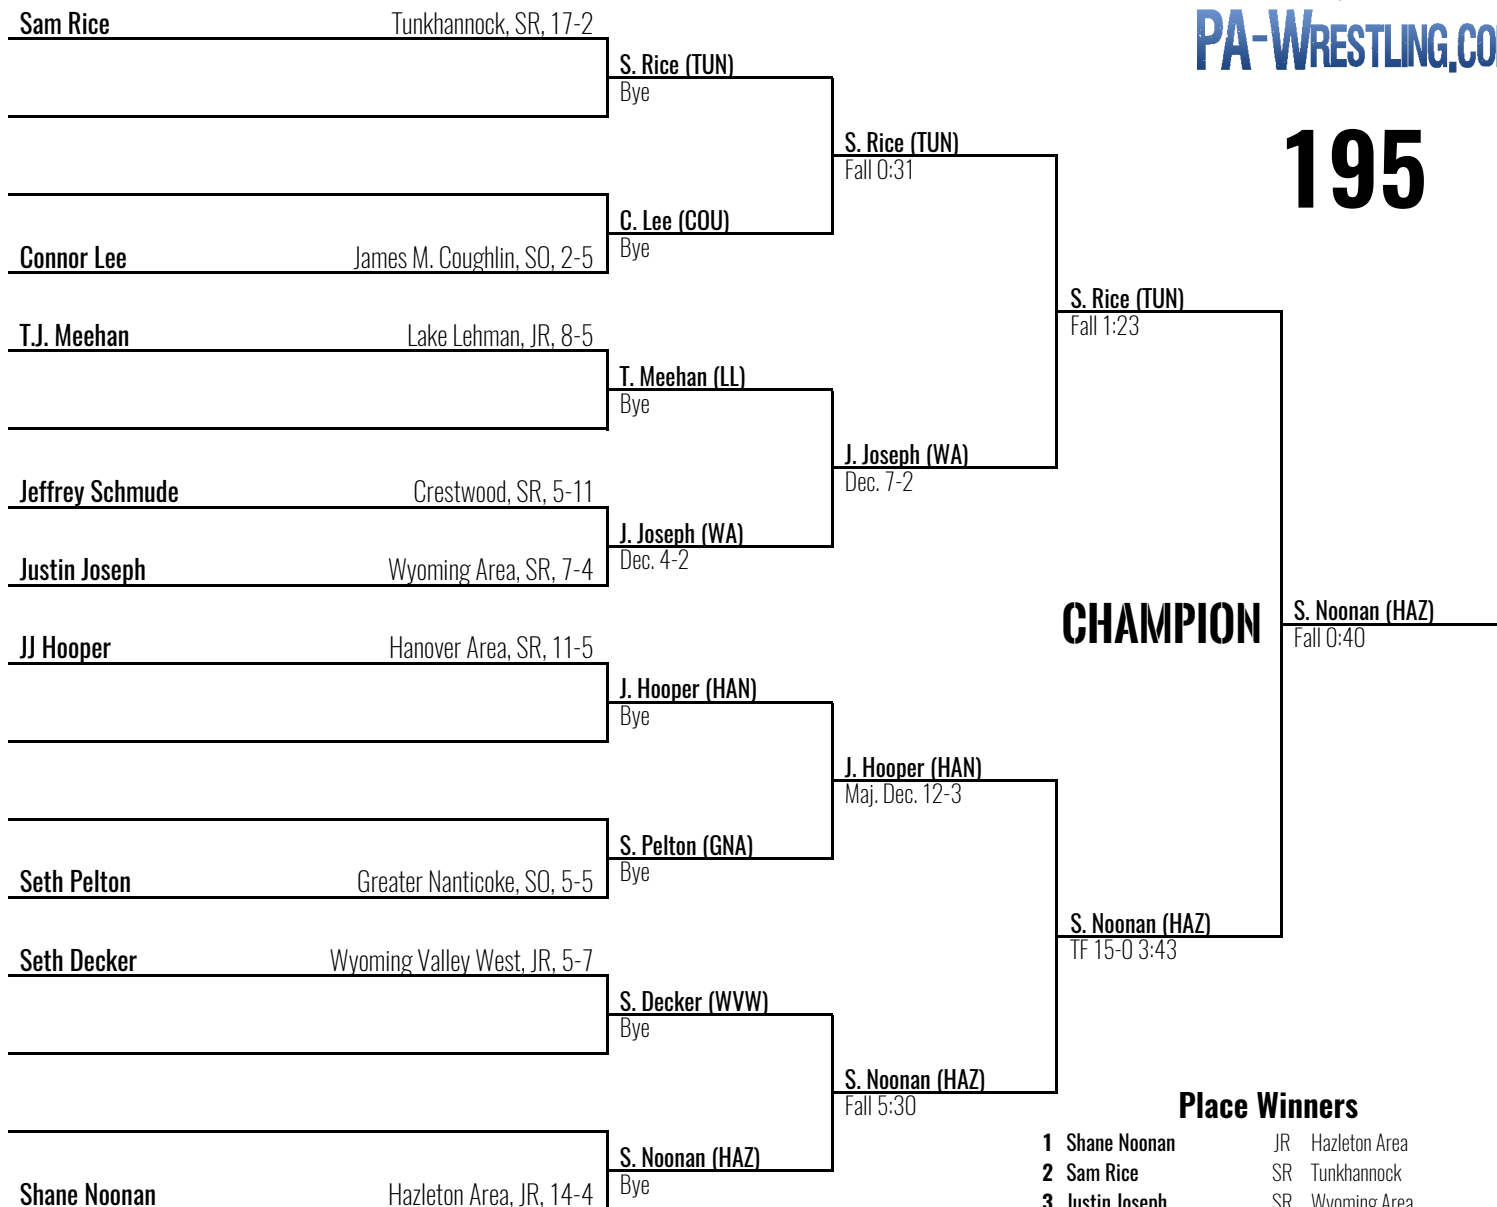 Sam Rice Tunkhannock, SR, 17-2
PA-WRESTLING.CO
S. Rice (TUN)
Bye
S. Rice (TUN)
Fall 0:31
195
C. Lee (COU)
Bye
Connor Lee James M. Coughlin, SO, 2-5
S. Rice (TUN)
Fall 1:23
T.J. Meehan Lake Lehman, JR, 8-5
T. Meehan (LL)
Bye
J. Joseph (WA)
Dec. 7-2
Jeffrey Schmude Crestwood, SR, 5-11
J. Joseph (WA)
Dec. 4-2
Justin Joseph Wyoming Area, SR, 7-4
CHAMPION
S. Noonan (HAZ)
Fall 0:40
JJ Hooper Hanover Area, SR, 11-5
J. Hooper (HAN)
Bye
J. Hooper (HAN)
Maj. Dec. 12-3
S. Pelton (GNA)
Bye
Seth Pelton Greater Nanticoke, SO, 5-5
S. Noonan (HAZ)
TF 15-0 3:43
Seth Decker Wyoming Valley West, JR, 5-7
S. Decker (WVW)
Bye
S. Noonan (HAZ)
Fall 5:30
S. Noonan (HAZ)
Bye
Shane Noonan Hazleton Area, JR, 14-4
Place Winners
1 Shane Noonan JR Hazleton Area
2 Sam Rice SR Tunkhannock
3 Justin Joseph SR Wyoming Area